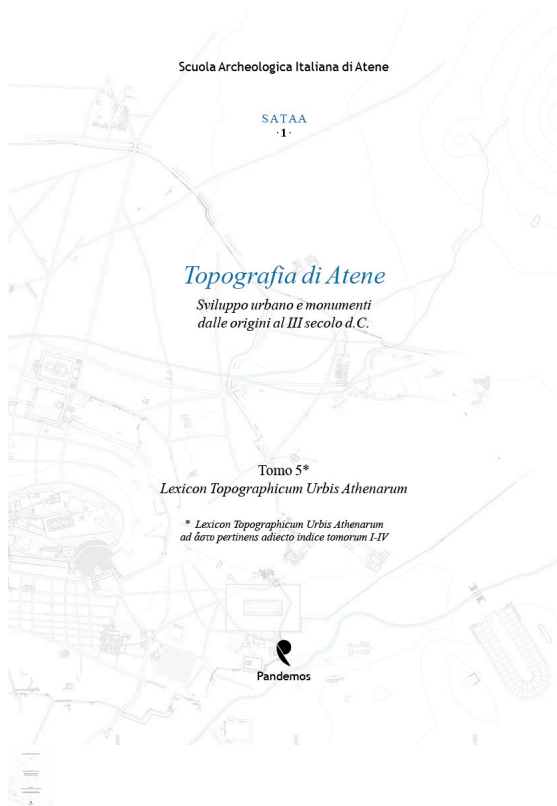 Scuola Archeologica Italiana di Atene
SATAA
·1·
Topografia di Atene
Sviluppo urbano e monumenti
dalle origini al III secolo d.C.
Tomo 5*
Lexicon Topographicum Urbis Athenarum
* Lexicon Topographicum Urbis Athenarum
ad ἄστυ pertinens adiecto indice tomorum I-IV
Pandemos